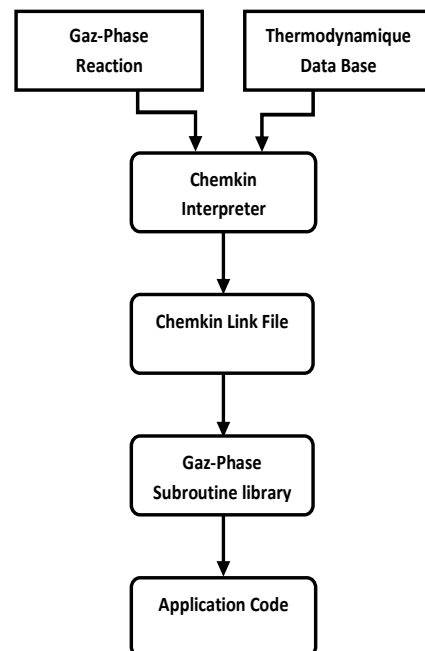 Gaz-Phase
Reaction
Thermodynamique
Data Base
Chemkin
Interpreter
Chemkin Link File
Gaz-Phase
Subroutine library
Application Code